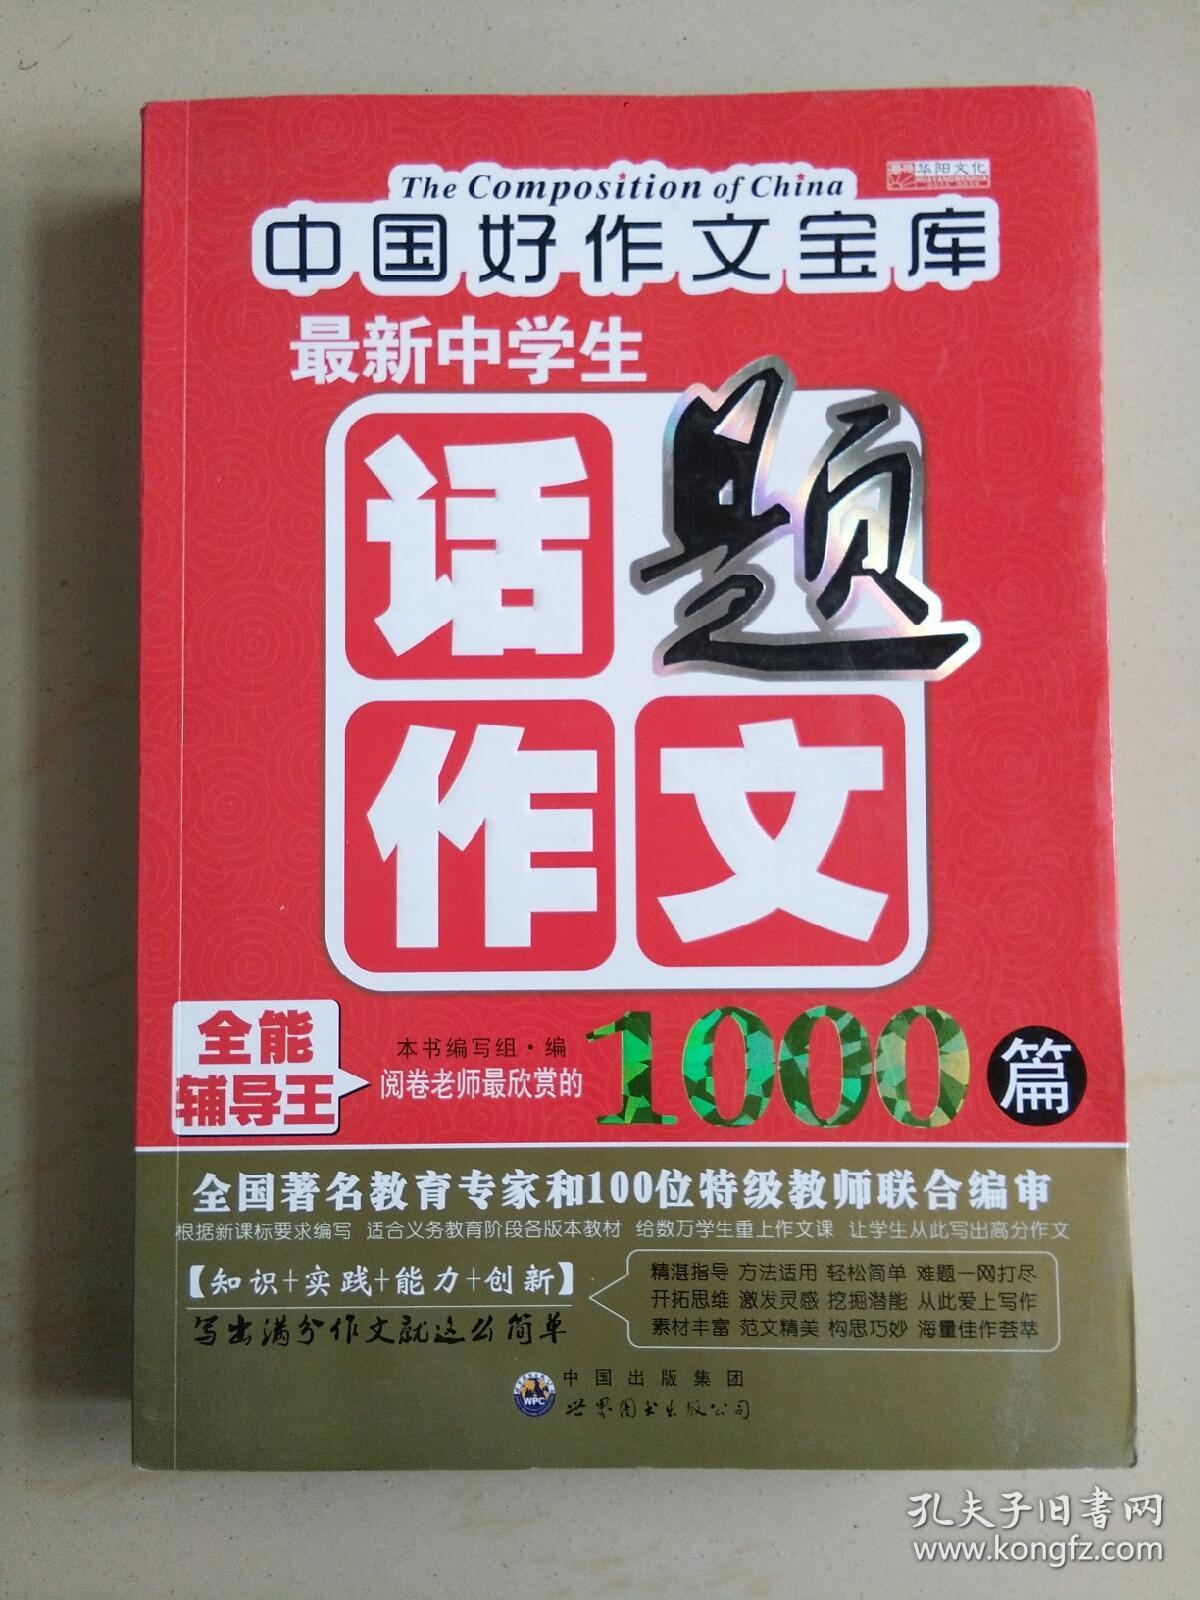 The Composition of China
华阳文化
中国好作文宝库
最新中学生
话题
作文
全能
辅导王
本书编写组·编
阅卷老师最欣赏的
1000篇
全国著名教育专家和100位特级教师联合编审
根据新课标要求编写 适合义务教育阶段各版本教材 给数万学生重上作文课 让学生从此写出高分作文
【知识+实践+能力+创新】
写出满分作文就这么简单
精湛指导 方法适用 轻松简单 难题一网打尽
开拓思维 激发灵感 挖掘潜能 从此爱上写作
素材丰富 范文精美 构思巧妙 海量佳作荟萃
WPC
中国出版集团
世界图书出版公司
孔夫子旧书网
www.kongfz.com